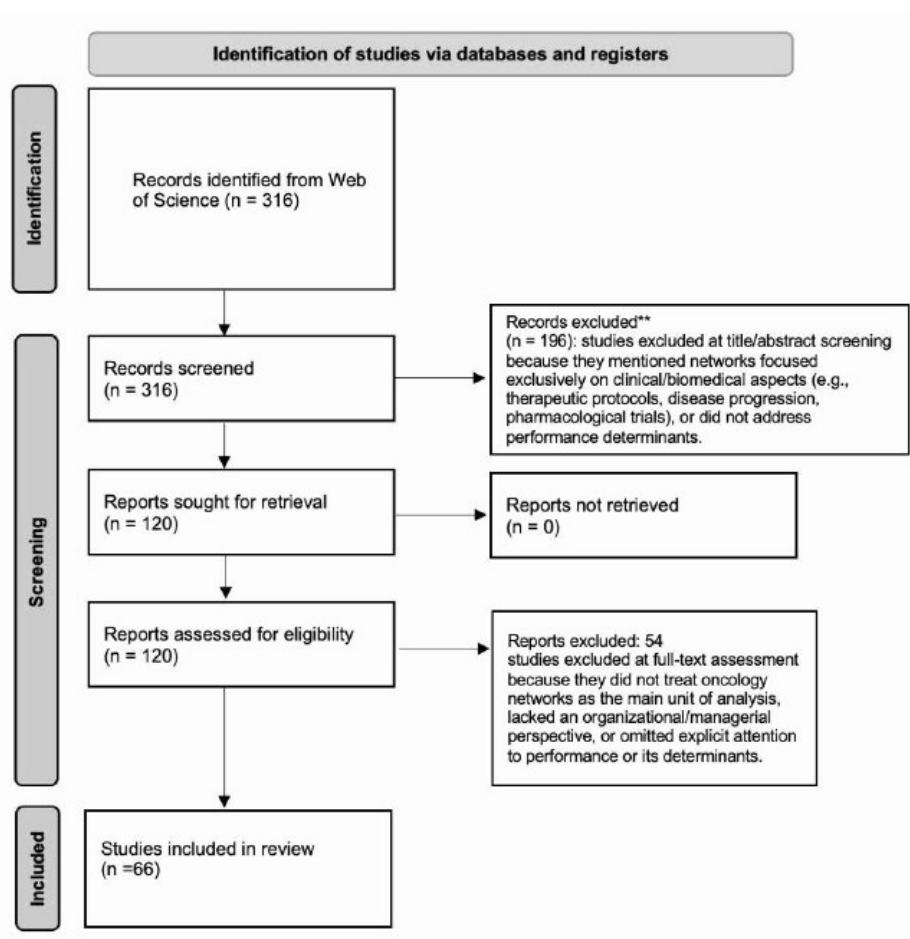 Identification of studies via databases and registers
Identification
Records identified from Web
of Science (n = 316)
Screening
Records screened
(n = 316)
Records excluded**
(n = 196): studies excluded at title/abstract screening
because they mentioned networks focused
exclusively on clinical/biomedical aspects (e.g.,
therapeutic protocols, disease progression,
pharmacological trials), or did not address
performance determinants.
Reports sought for retrieval
(n = 120)
Reports not retrieved
(n = 0)
Reports assessed for eligibility
(n = 120)
Reports excluded: 54
studies excluded at full-text assessment
because they did not treat oncology
networks as the main unit of analysis,
lacked an organizational/managerial
perspective, or omitted explicit attention
to performance or its determinants.
Included
Studies included in review
(n =66)